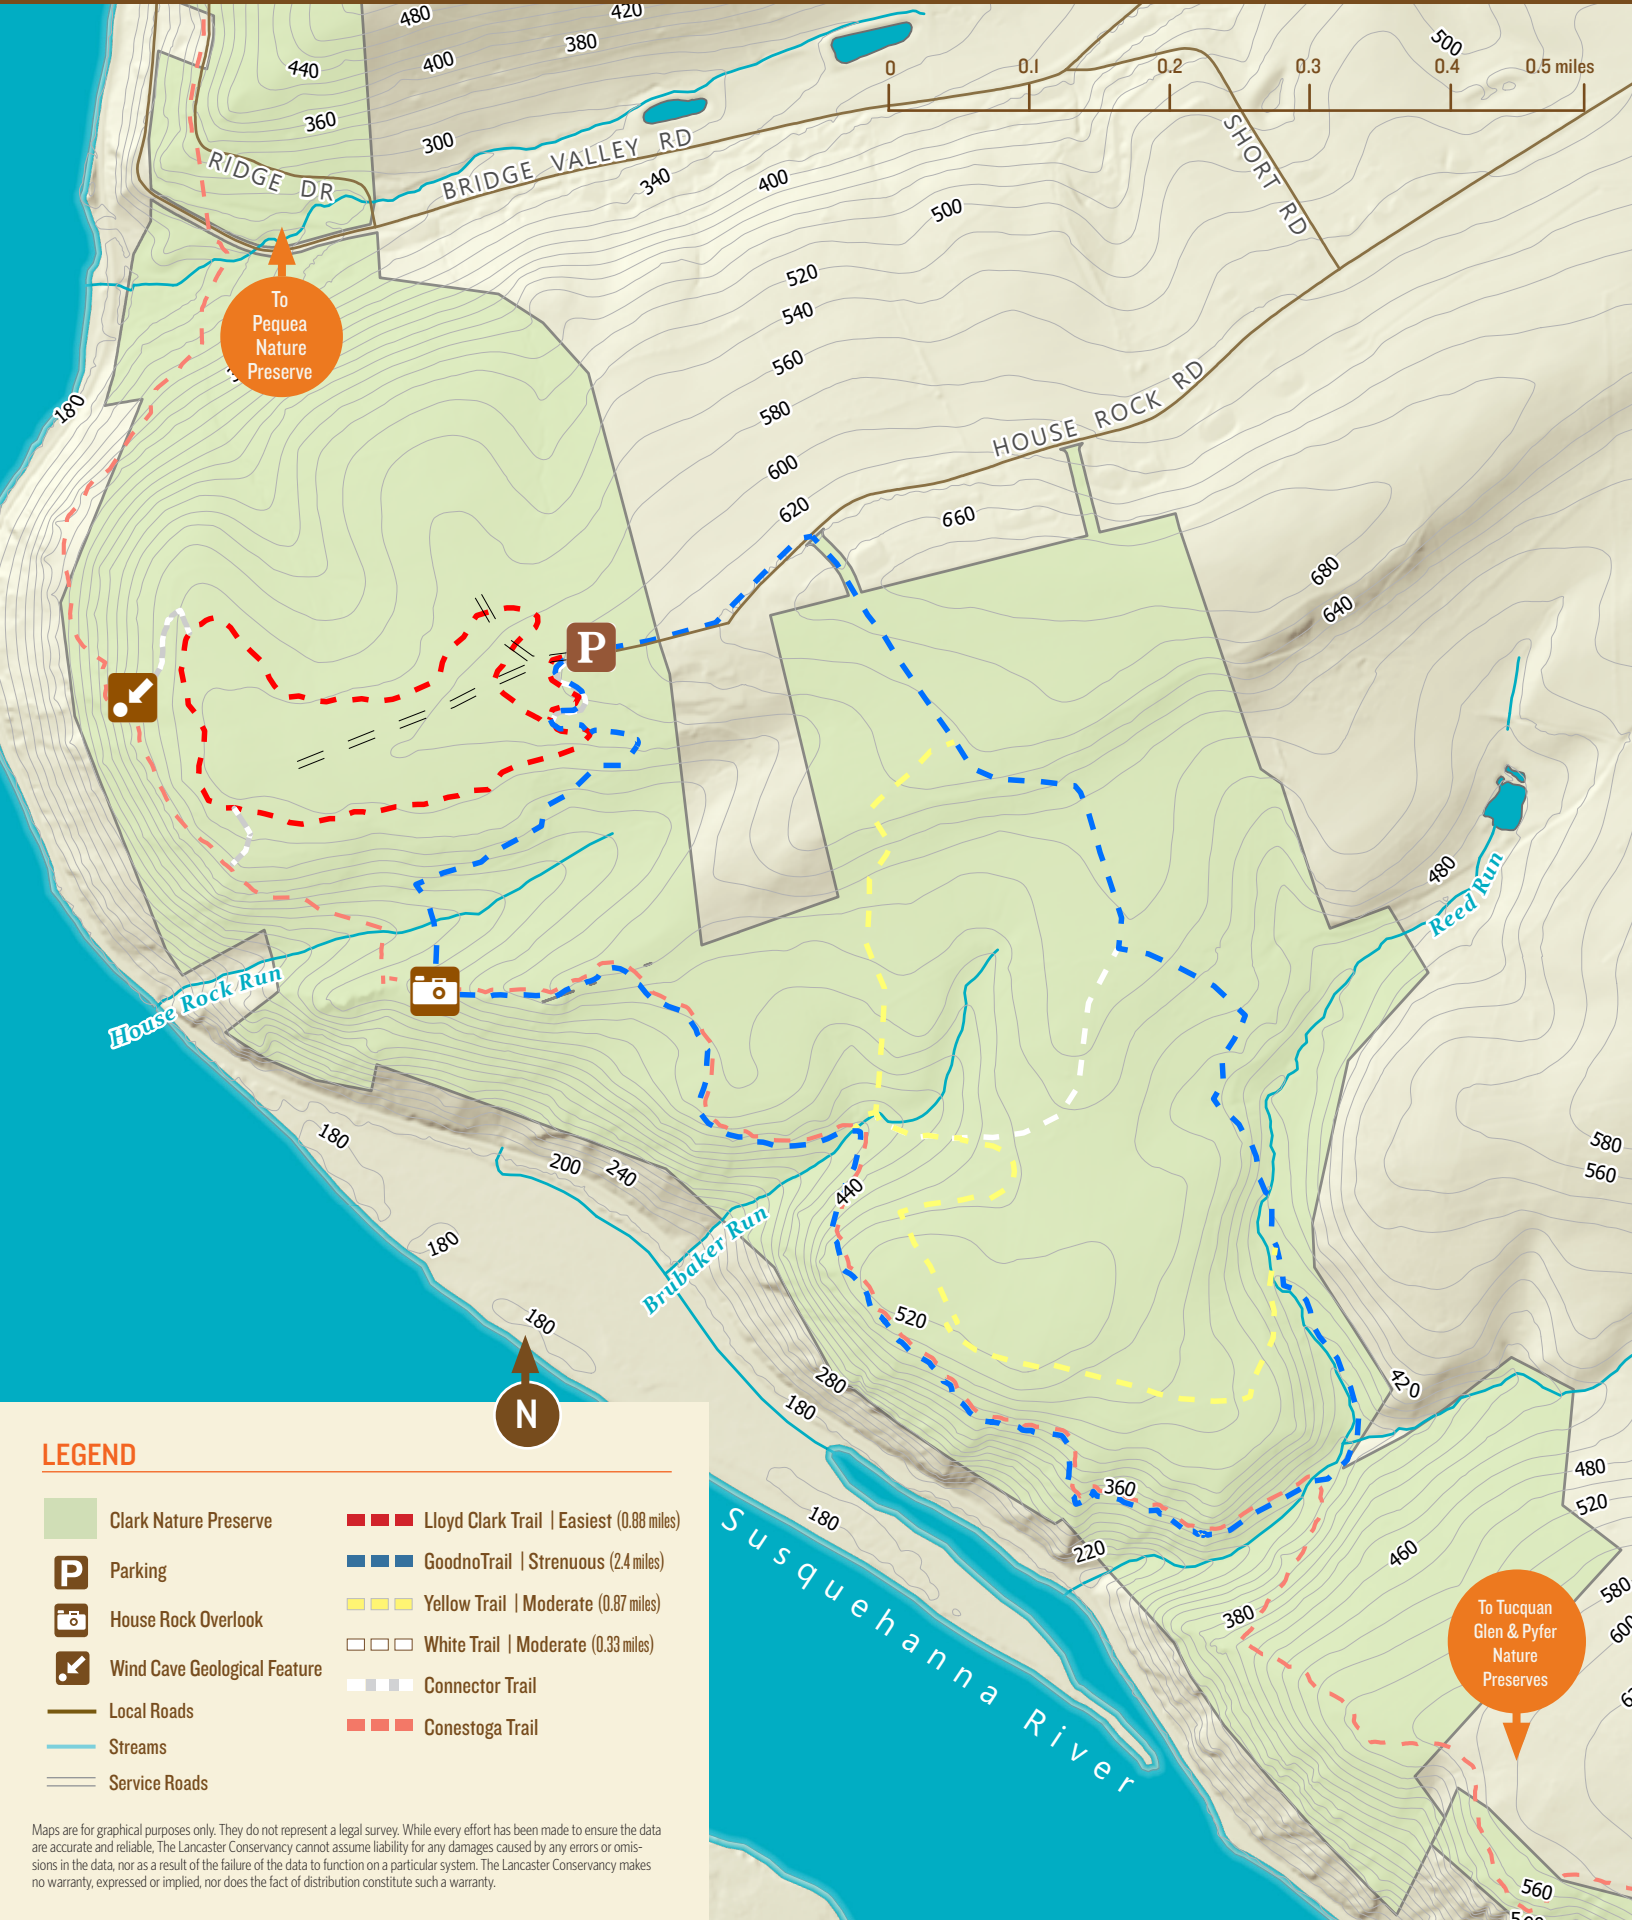 480
420
380
400
440
360
300
500
0
0.1
0.2
0.3
0.4
0.5 miles
RIDGE DR
BRIDGE VALLEY RD
SHORT RD
340
400
500
To
Pequea
Nature
Preserve
180
520
540
560
580
600
620
660
HOUSE ROCK RD
680
640
P
480
Reed Run
House Rock Run
180
200
240
440
180
Brubaker Run
180
520
280
180
420
580
560
N
360
180
220
480
520
460
580
600
380
To Tucquan
Glen & Pyfer
Nature
Preserves
560
Susquehanna River
LEGEND
Clark Nature Preserve
P
Parking
House Rock Overlook
Wind Cave Geological Feature
Local Roads
Streams
Service Roads
Lloyd Clark Trail | Easiest (0.88 miles)
GoodnoTrail | Strenuous (2.4 miles)
Yellow Trail | Moderate (0.87 miles)
White Trail | Moderate (0.33 miles)
Connector Trail
Conestoga Trail
Maps are for graphical purposes only. They do not represent a legal survey. While every effort has been made to ensure the data
are accurate and reliable, The Lancaster Conservancy cannot assume liability for any damages caused by any errors or omis-
sions in the data, nor as a result of the failure of the data to function on a particular system. The Lancaster Conservancy makes
no warranty, expressed or implied, nor does the fact of distribution constitute such a warranty.